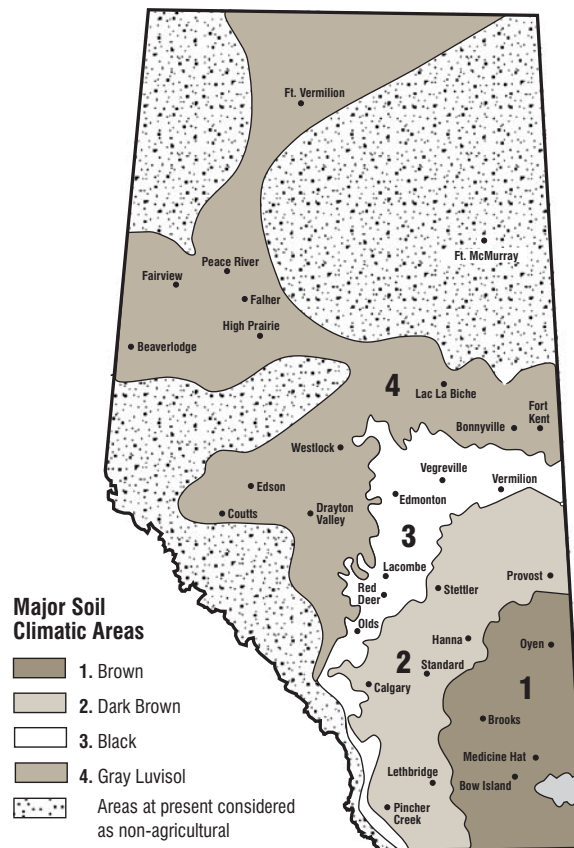 Ft. Vermilion
Ft. McMurray
Peace River
Fairview
Falher
High Prairie
Beaverlodge
4
Lac La Biche
Fort
Kent
Bonnyville
Westlock
Vegreville
Edson
Edmonton
Vermilion
Coutts
Drayton
Valley
3
Lacombe
Provost
Red
Deer
Stettler
Olds
Hanna
Oyen
2
Standard
1
Calgary
Brooks
Medicine Hat
Lethbridge
Bow Island
Pincher
Creek
Major Soil
Climatic Areas
1. Brown
2. Dark Brown
3. Black
4. Gray Luvisol
Areas at present considered
as non-agricultural